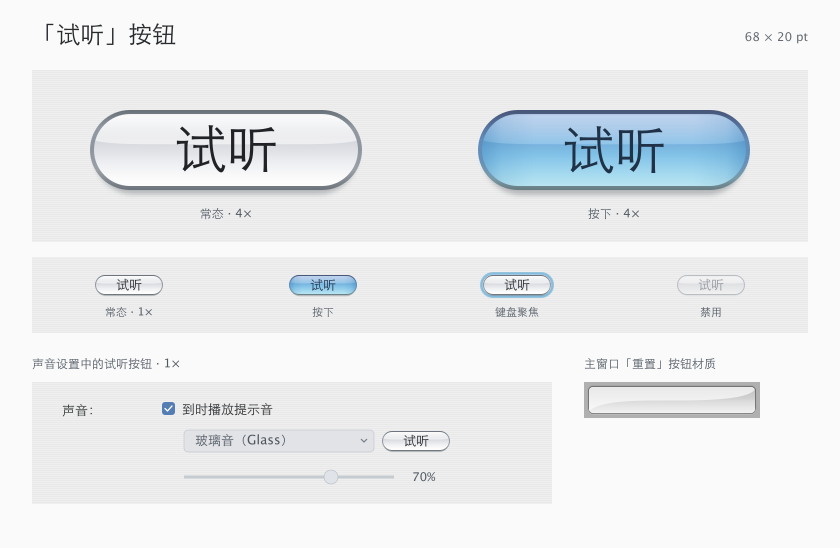 「试听」按钮
68 × 20 pt
试听
试听
常态 · 4×
按下 · 4×
试听
试听
试听
试听
常态 · 1×
按下
键盘聚焦
禁用
声音设置中的试听按钮 · 1×
主窗口「重置」按钮材质
声音:
到时播放提示音
玻璃音（Glass）
试听
70%